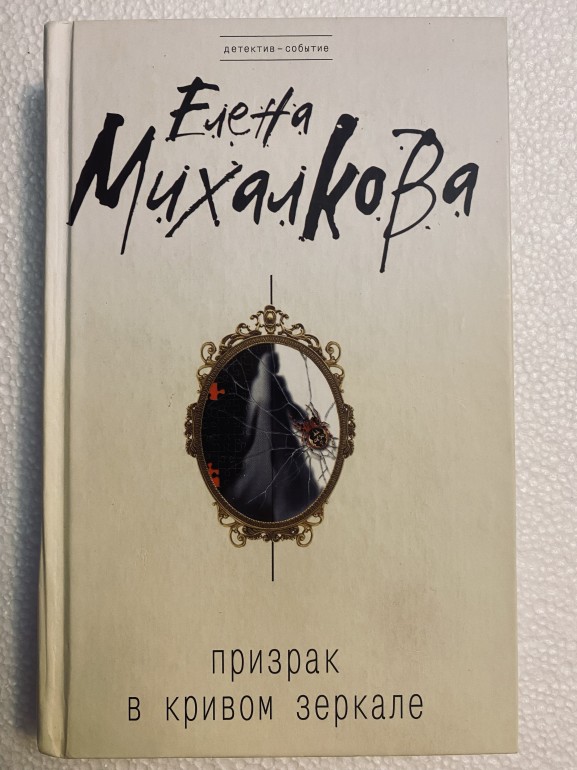 детектив-событие
Елена
Михалкова
призрак
в кривом зеркале